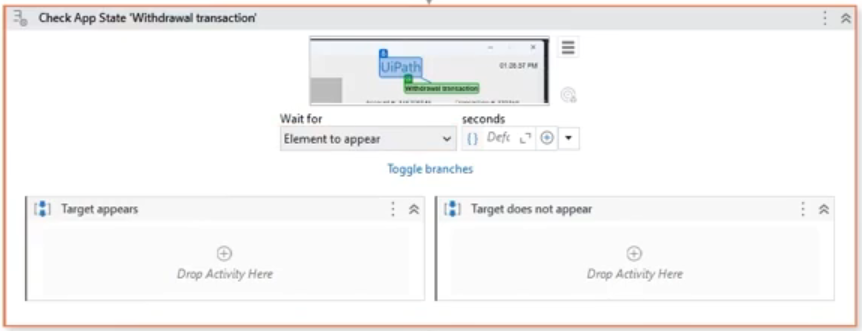 Check App State 'Withdrawal transaction'
UiPath
01:28:37 PM
Withdrawal transaction
Wait for
seconds
Element to appear
{} Defc
Toggle branches
Target appears
Target does not appear
Drop Activity Here
Drop Activity Here